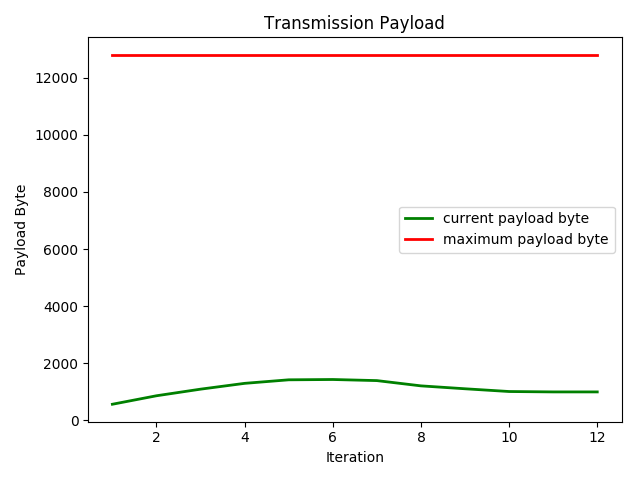 Transmission Payload
12000
10000
8000
6000
4000
2000
0
Payload Byte
current payload byte
maximum payload byte
2 4 6 8 10 12
Iteration